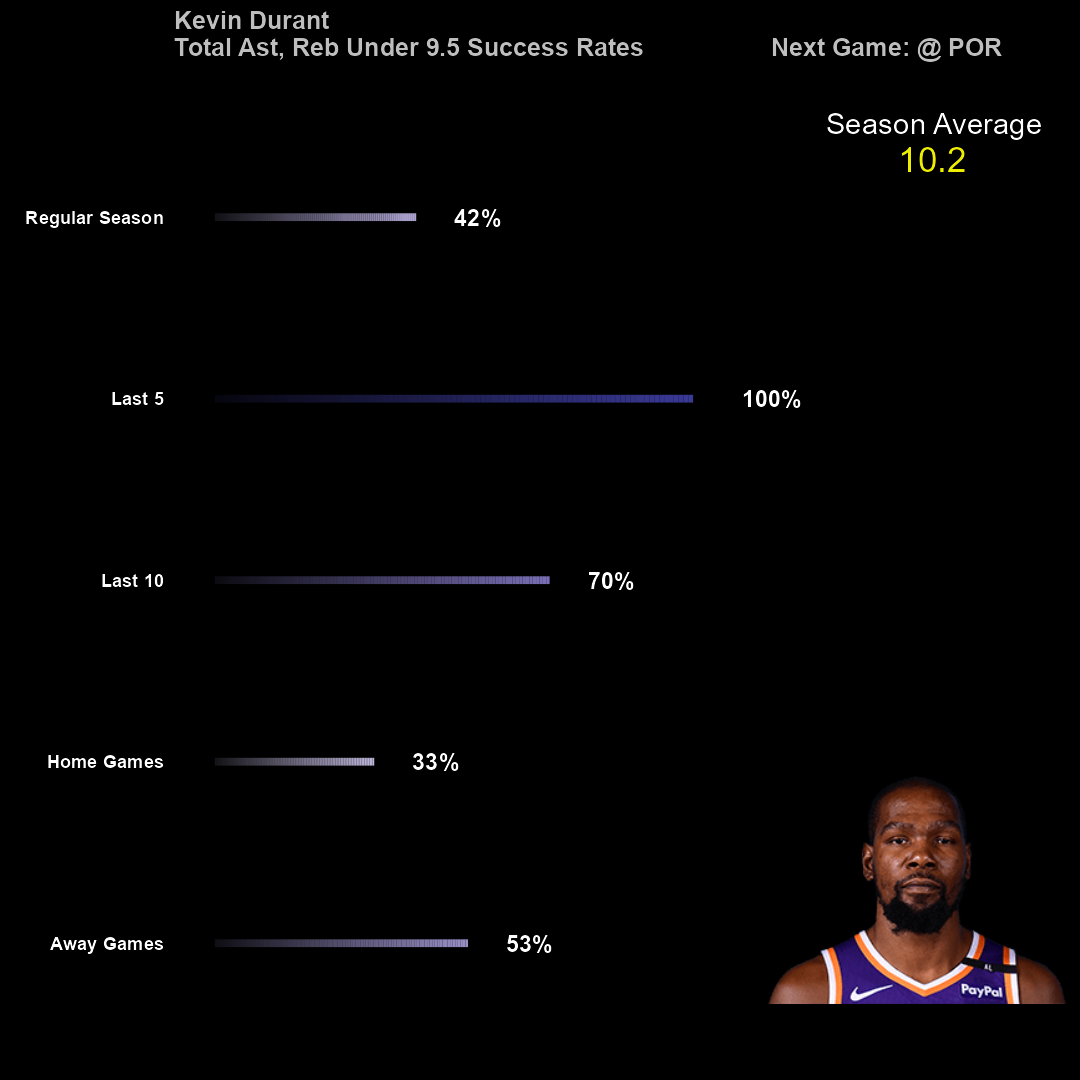 Kevin Durant
Total Ast, Reb Under 9.5 Success Rates
Next Game: @ POR
Season Average
10.2
Regular Season 42%
Last 5 100%
Last 10 70%
Home Games 33%
Away Games 53%
AL
PayPal